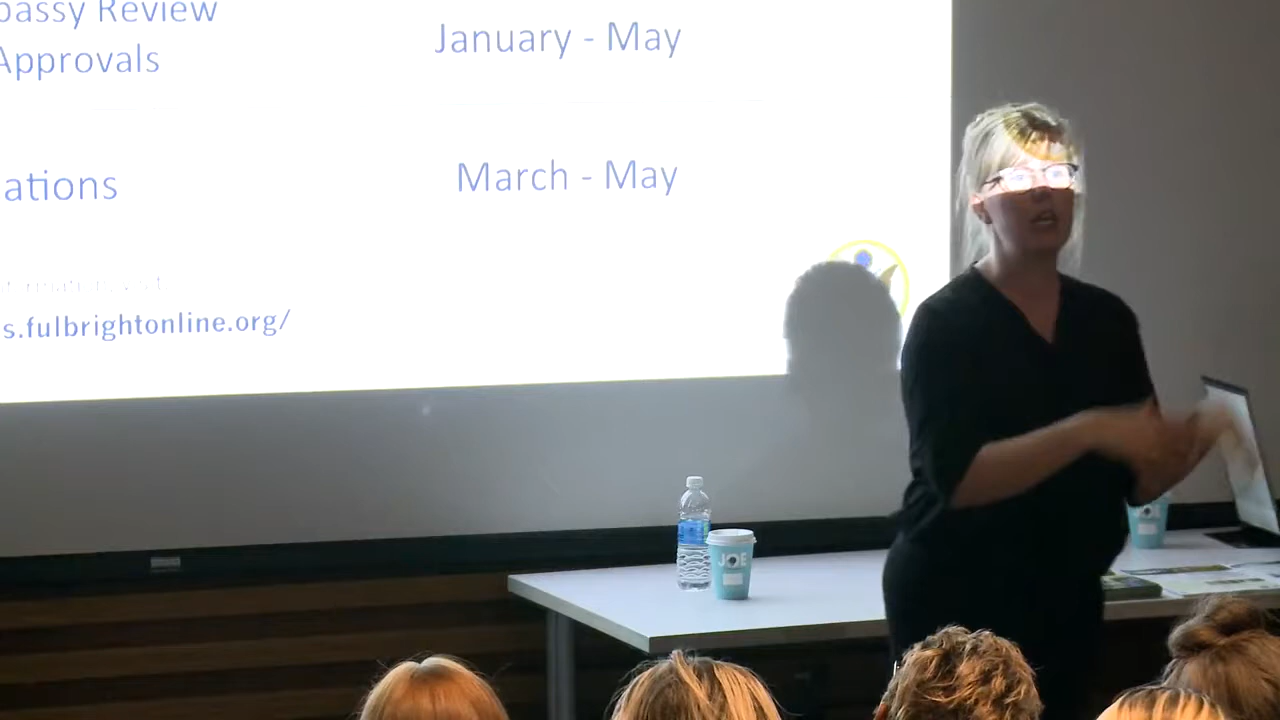 bassy Review
Approvals
January - May
ations
March - May
s.fulbrightonline.org/
JOE